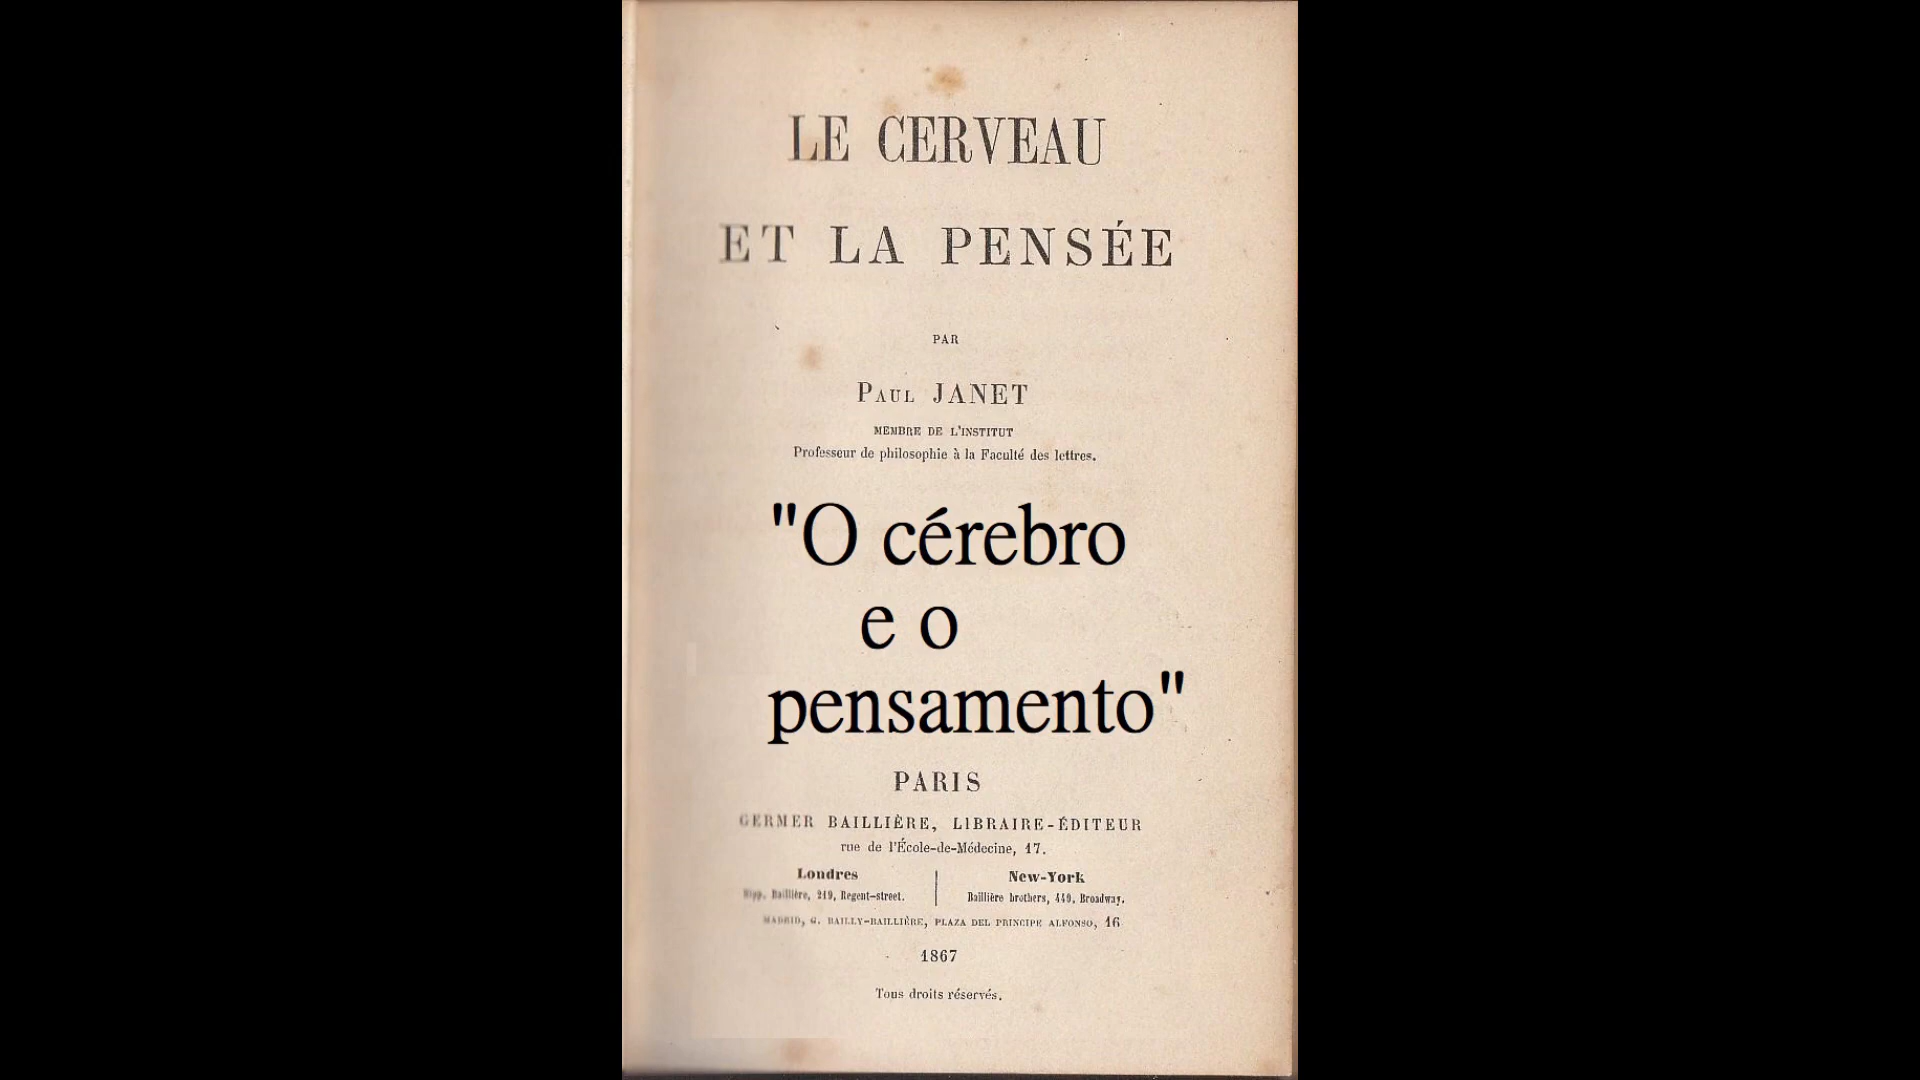 LE CERVEAU
ET LA PENSÉE
PAR
PAUL JANET
MEMBRE DE L'INSTITUT
Professeur de philosophie à la Faculté des lettres.
"O cérebro
e o
pensamento"
PARIS
GERMER BAILLIÈRE, LIBRAIRE-ÉDITEUR
rue de l'École-de-Médecine, 17.
Londres
Hipp. Baillière, 219, Regent-street.
New-York
Baillière brothers, 440, Broadway.
MADRID, G. BAILLY-BAILLIÈRE, PLAZA DEL PRINCIPE ALFONSO, 16
1867
Tous droits réservés.